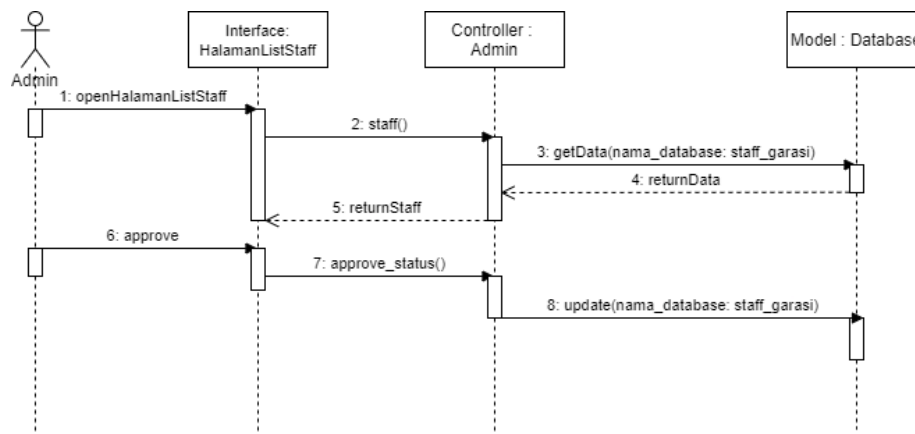 Interface:
HalamanListStaff
Controller :
Admin
Model : Database
Admin
1: openHalamanListStaff
2: staff()
3: getData(nama_database: staff_garasi)
4: returnData
5: returnStaff
6: approve
7: approve_status()
8: update(nama_database: staff_garasi)